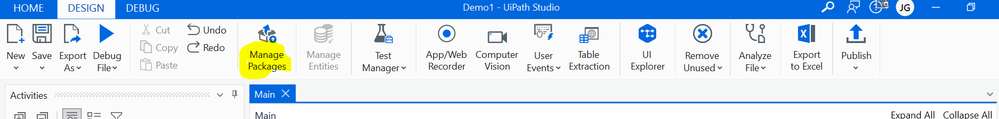 HOME DESIGN DEBUG Demo1 - UiPath Studio JG
New Save Export As Debug File
Cut Undo
Copy Redo
Paste
Manage Packages
Manage Entities
Test Manager
App/Web Recorder
Computer Vision
User Events
Table Extraction
UI Explorer
Remove Unused
Analyze File
Export to Excel
Publish
Activities
Main
Main Expand All Collapse All